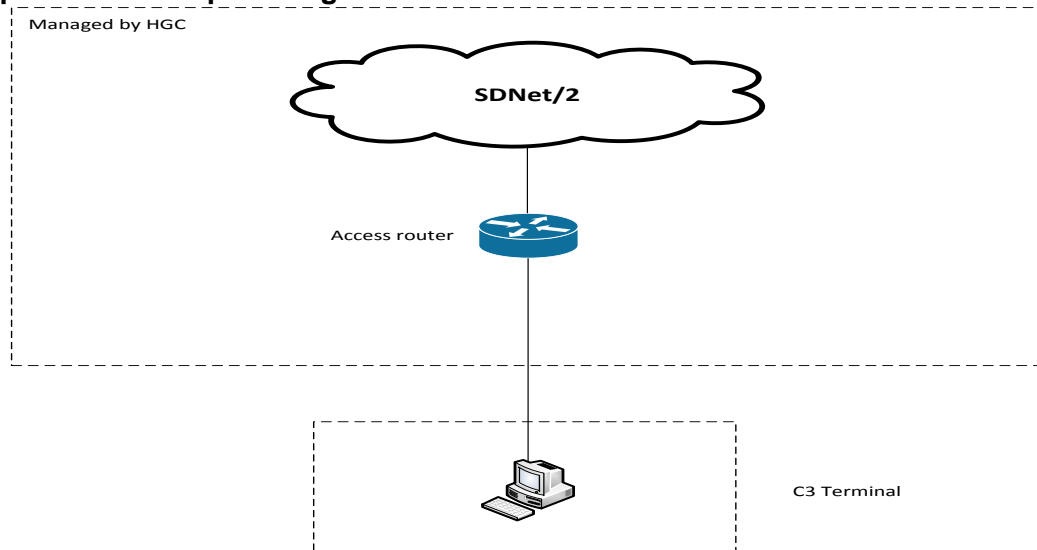 Managed by HGC
SDNet/2
Access router
C3 Terminal